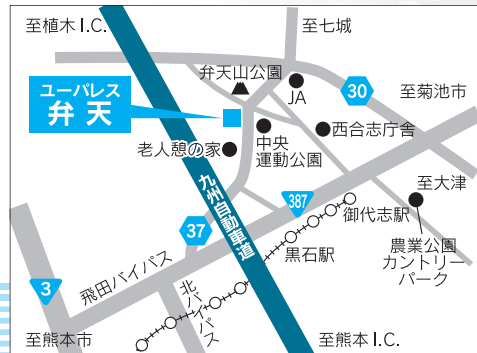 至植木I.C.
至七城
弁天山公園
JA
30
至菊池市
ユーパレス
弁天
中央
運動公園
西合志庁舎
老人憩の家
至大津
九州自動車道
387
御代志駅
37
黒石駅
農業公園
カントリー
パーク
飛田バイパス
3
北バイパス
至熊本市
至熊本I.C.